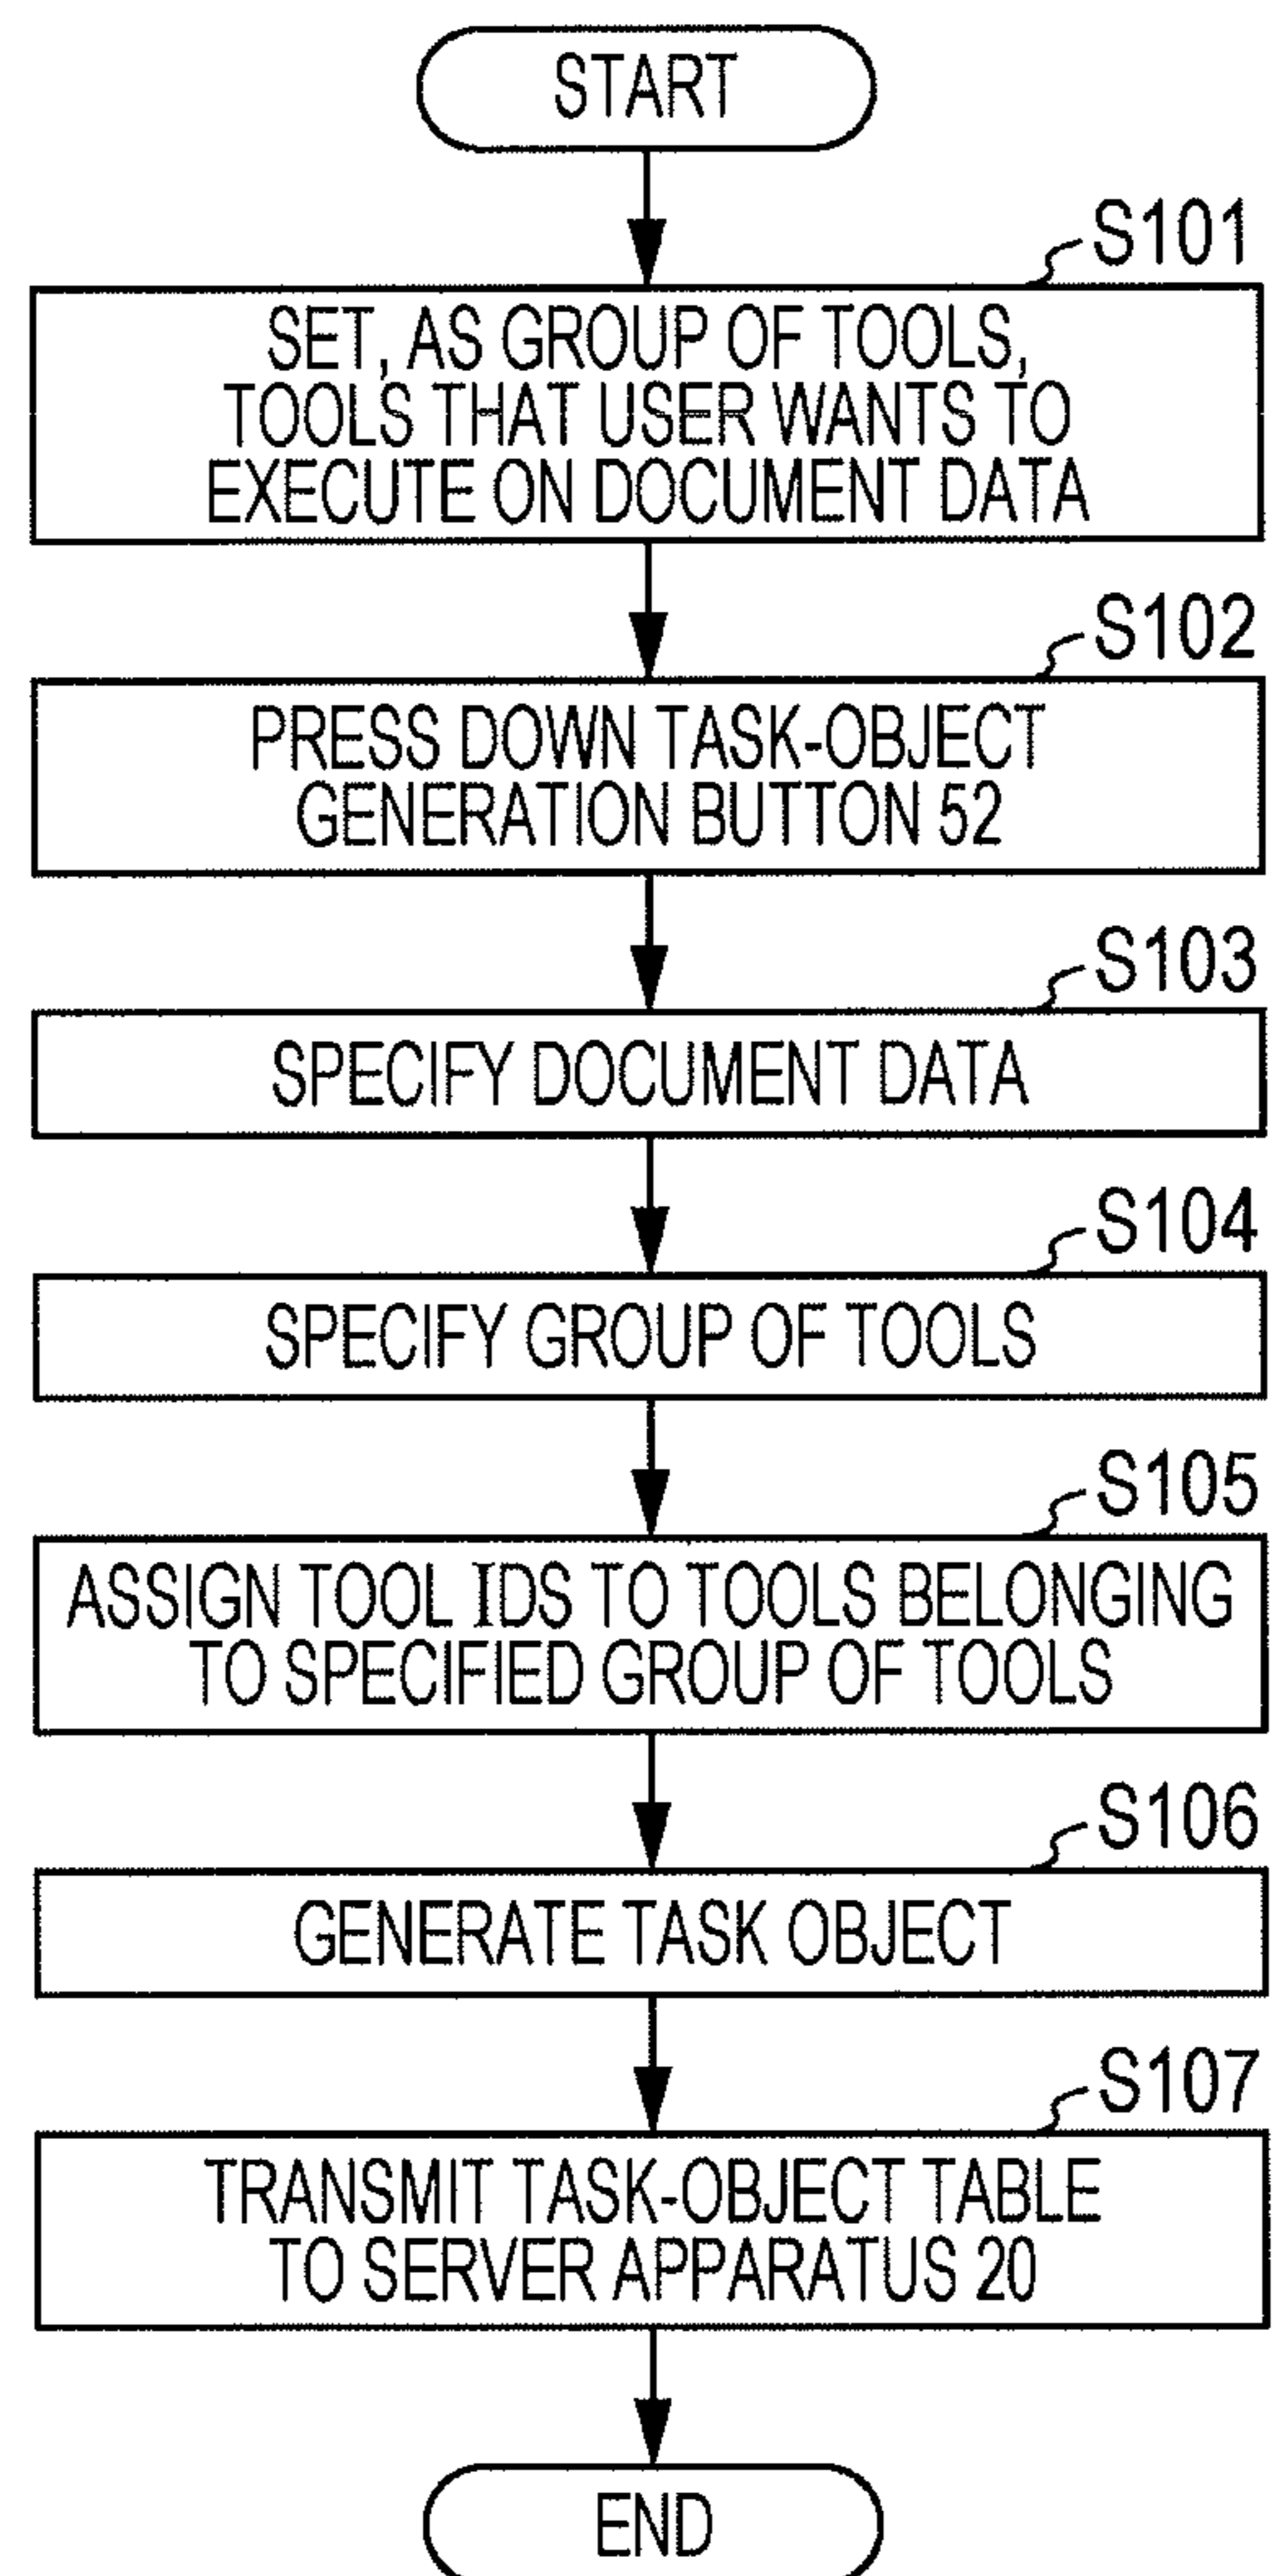 START
S101
SET, AS GROUP OF TOOLS,
TOOLS THAT USER WANTS TO
EXECUTE ON DOCUMENT DATA
S102
PRESS DOWN TASK-OBJECT
GENERATION BUTTON 52
S103
SPECIFY DOCUMENT DATA
S104
SPECIFY GROUP OF TOOLS
S105
ASSIGN TOOL IDS TO TOOLS BELONGING
TO SPECIFIED GROUP OF TOOLS
S106
GENERATE TASK OBJECT
S107
TRANSMIT TASK-OBJECT TABLE
TO SERVER APPARATUS 20
END